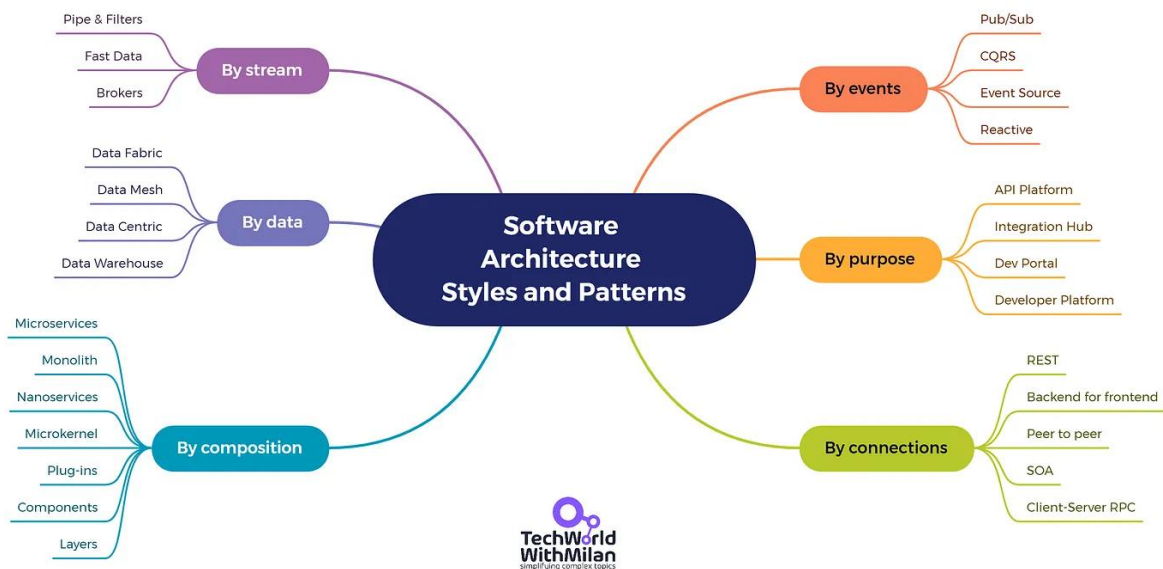 Software
Architecture
Styles and Patterns
By stream
Pipe & Filters
Fast Data
Brokers
By data
Data Fabric
Data Mesh
Data Centric
Data Warehouse
By composition
Microservices
Monolith
Nanoservices
Microkernel
Plug-ins
Components
Layers
By events
Pub/Sub
CQRS
Event Source
Reactive
By purpose
API Platform
Integration Hub
Dev Portal
Developer Platform
By connections
REST
Backend for frontend
Peer to peer
SOA
Client-Server RPC
TechWorld
WithMilan
simplifying complex topics